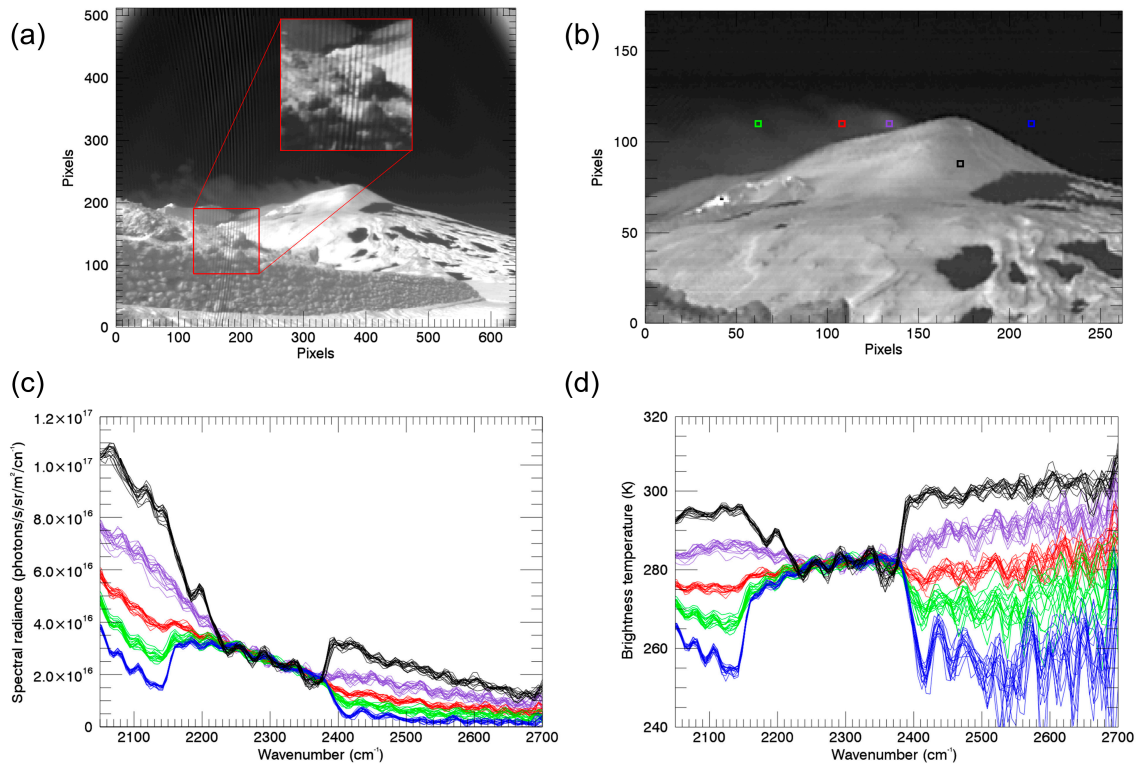 (a)
500
400
300
200
100
0
Pixels
0 100 200 300 400 500 600
Pixels
(b)
150
100
50
0
Pixels
0 50 100 150 200 250
Pixels
(c)
1.2×10¹⁷
1.0×10¹⁷
8.0×10¹⁶
6.0×10¹⁶
4.0×10¹⁶
2.0×10¹⁶
0
Spectral radiance (photons/s/sr/m²/cm⁻¹)
2100 2200 2300 2400 2500 2600 2700
Wavenumber (cm⁻¹)
(d)
320
300
280
260
240
Brightness temperature (K)
2100 2200 2300 2400 2500 2600 2700
Wavenumber (cm⁻¹)